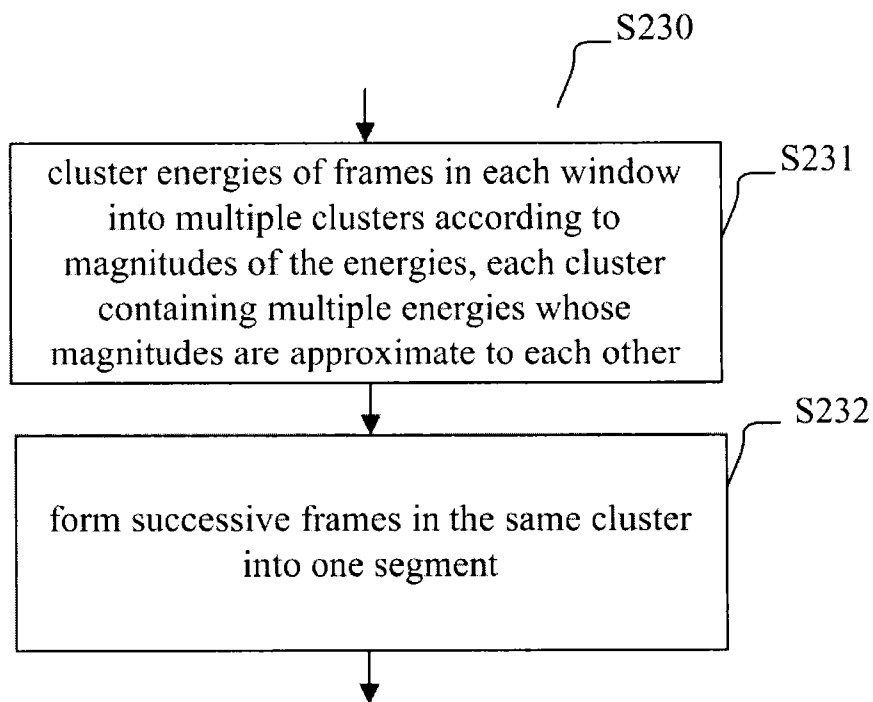 S230
S231
cluster energies of frames in each window
into multiple clusters according to
magnitudes of the energies, each cluster
containing multiple energies whose
magnitudes are approximate to each other
S232
form successive frames in the same cluster
into one segment